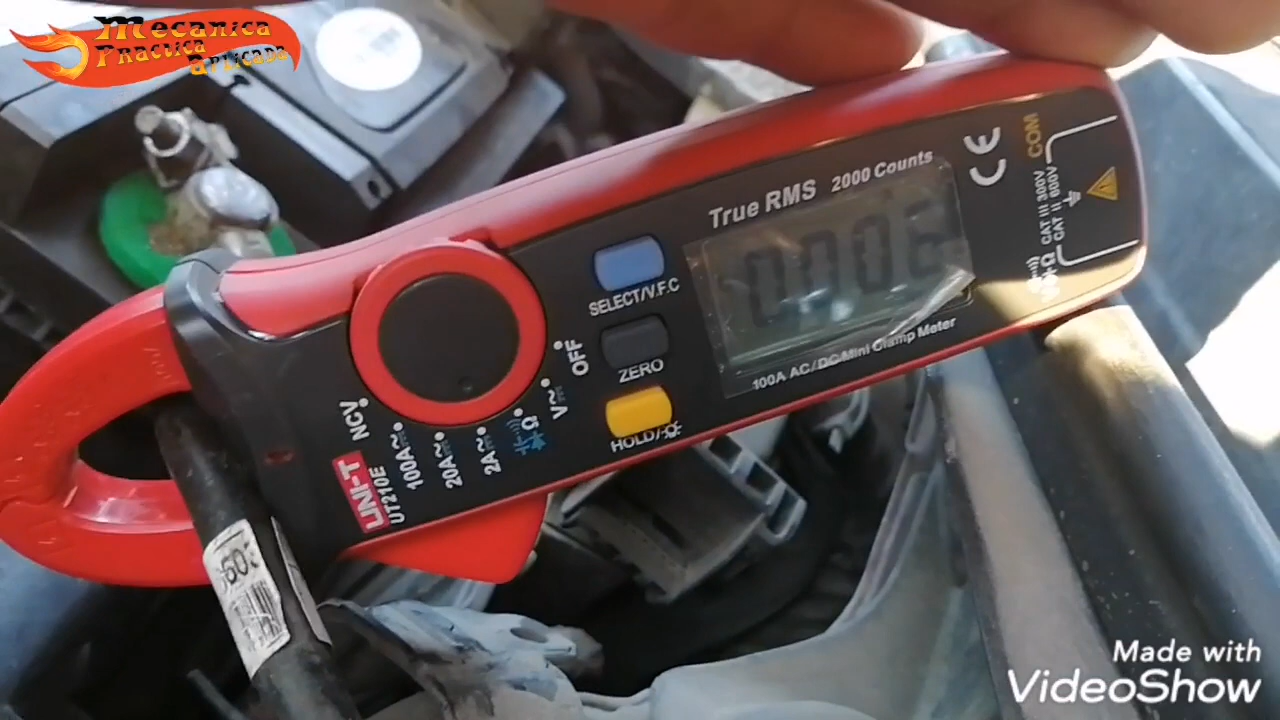 Mecanica
Practica
Aplicada
True RMS 2000 Counts
SELECT/V.F.C
ZERO
HOLD/
100A AC/DC Mini Clamp Meter
OFF
V
Ω
2A
20A
100A
NCV
UNI-T
UT210E
CE
COM
CAT III 300V
CAT II 600V
Made with
VideoShow